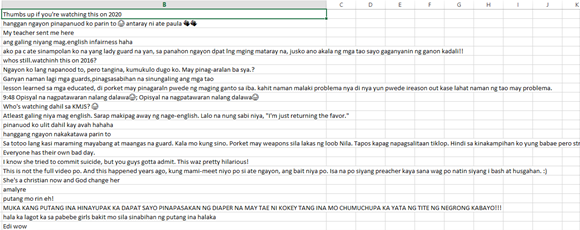 B C D E F G H I J K
Thumbs up if you're watching this on 2020
hanggan ngayon pinapanuod ko parin to 😂 antaray ni ate paula
My teacher sent me here
ang galing niyang mag.english infairness haha
ako pa c ate sinampolan ko na yang lady guard na yan, sa panahon ngayon dpat lng mging mataray na, jusko ano akala ng mga tao sayo gaganyanin ng ganon kadali!!
whos still.watchinh this on 2016?
Ngayon ko lang napanood to, pero tangina, kumukulo dugo ko. May pinag-aralan ba sya.?
Ganyan naman lagi mga guards,pinagsasabihan na sinungaling ang mga tao
lesson learned sa mga educated, di porket may pinagaraln pwede ng maging ganto sa iba. kahit naman malaki problema nya di nya yun pwede ireason out kase lahat naman ng tao may problema.
9:48 Opisyal na nagpatawaran nalang dalawa😂; Opisyal na nagpatawaran nalang dalawa😂
Who's watching dahil sa KMJS? 😂
Atleast galing niya mag english. Sarap makipag away ng nage-english. Lalo na nung sabi niya, "I'm just returning the favor."
pinanuod ko ulit dahil kay avah hahaha
hanggang ngayon nakakatawa parin to
Sa totoo lang kasi maraming mayabang at maangas na guard. Kala mo kung sino. Porket may weapons sila lakas ng loob Nila. Tapos kapag napagsalitaan tiklop. Hindi sa kinakampihan ko yung babae pero
Everyone has their own bad day.
I know she tried to commit suicide, but you guys gotta admit. This waz pretty hilarious!
This is not the full video po. And this happened years ago, kung mami-meet niyo po si ate ngayon, ang bait niya po. Isa na po siyang preacher kaya sana wag po natin siyang i bash at husgahan. :)
She's a christian now and God change her
amalyre
putang mo rin eh!
MUKA KANG PUTANG INA HINAYUPAK KA DAPAT SAYO PINAPASAKAN NG DIAPER NA MAY TAE NI KOKEY TANG INA MO CHUMUCHUPA KA YATA NG TITE NG NEGRONG KABAYO!!!
hala ka lagot ka sa pabebe girls bakit mo sila sinabihan ng putang ina halaka
Edi wow